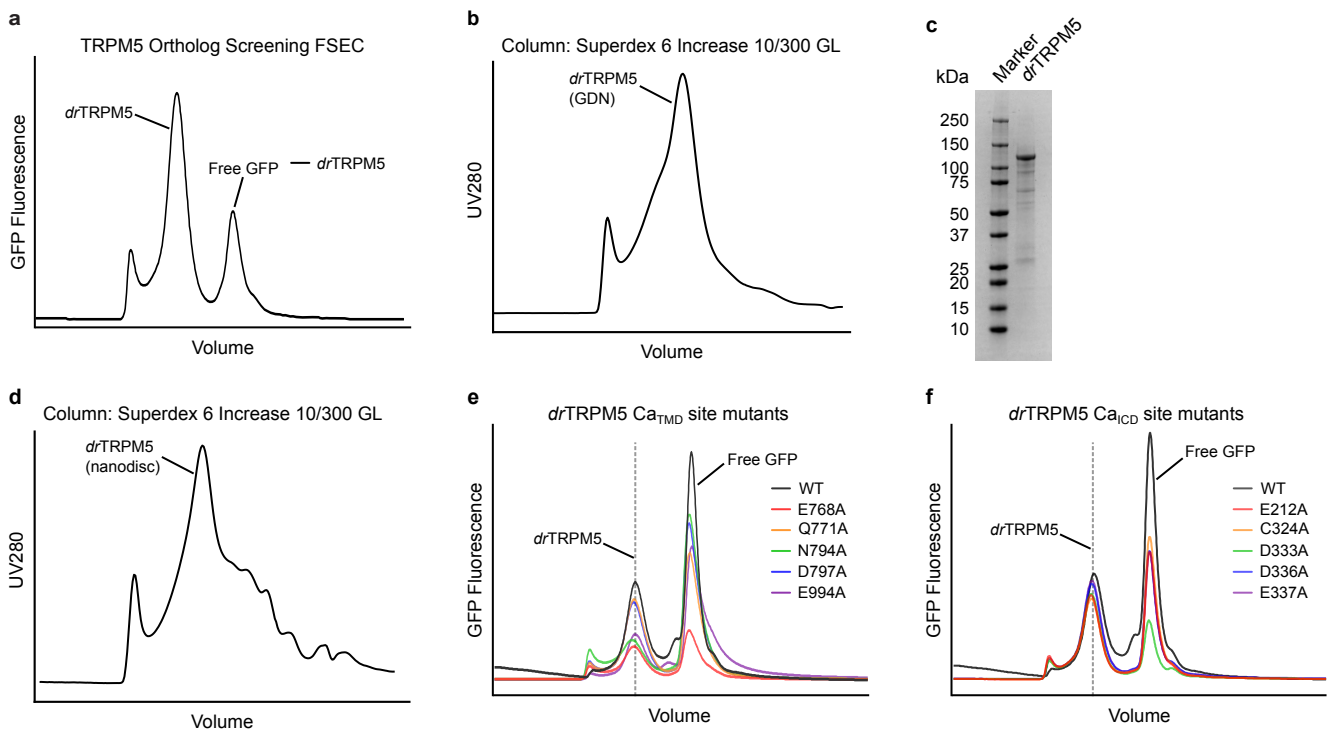 a
TRPM5 Ortholog Screening FSEC
GFP Fluorescence
drTRPM5
Free GFP
drTRPM5
Volume
b
Column: Superdex 6 Increase 10/300 GL
UV280
drTRPM5
(GDN)
Volume
c
kDa
Marker
drTRPM5
250
150
100
75
50
37
25
20
15
10
d
Column: Superdex 6 Increase 10/300 GL
UV280
drTRPM5
(nanodisc)
Volume
e
drTRPM5 CaTMD site mutants
GFP Fluorescence
drTRPM5
Free GFP
WT
E768A
Q771A
N794A
D797A
E994A
Volume
f
drTRPM5 CaICD site mutants
GFP Fluorescence
drTRPM5
Free GFP
WT
E212A
C324A
D333A
D336A
E337A
Volume